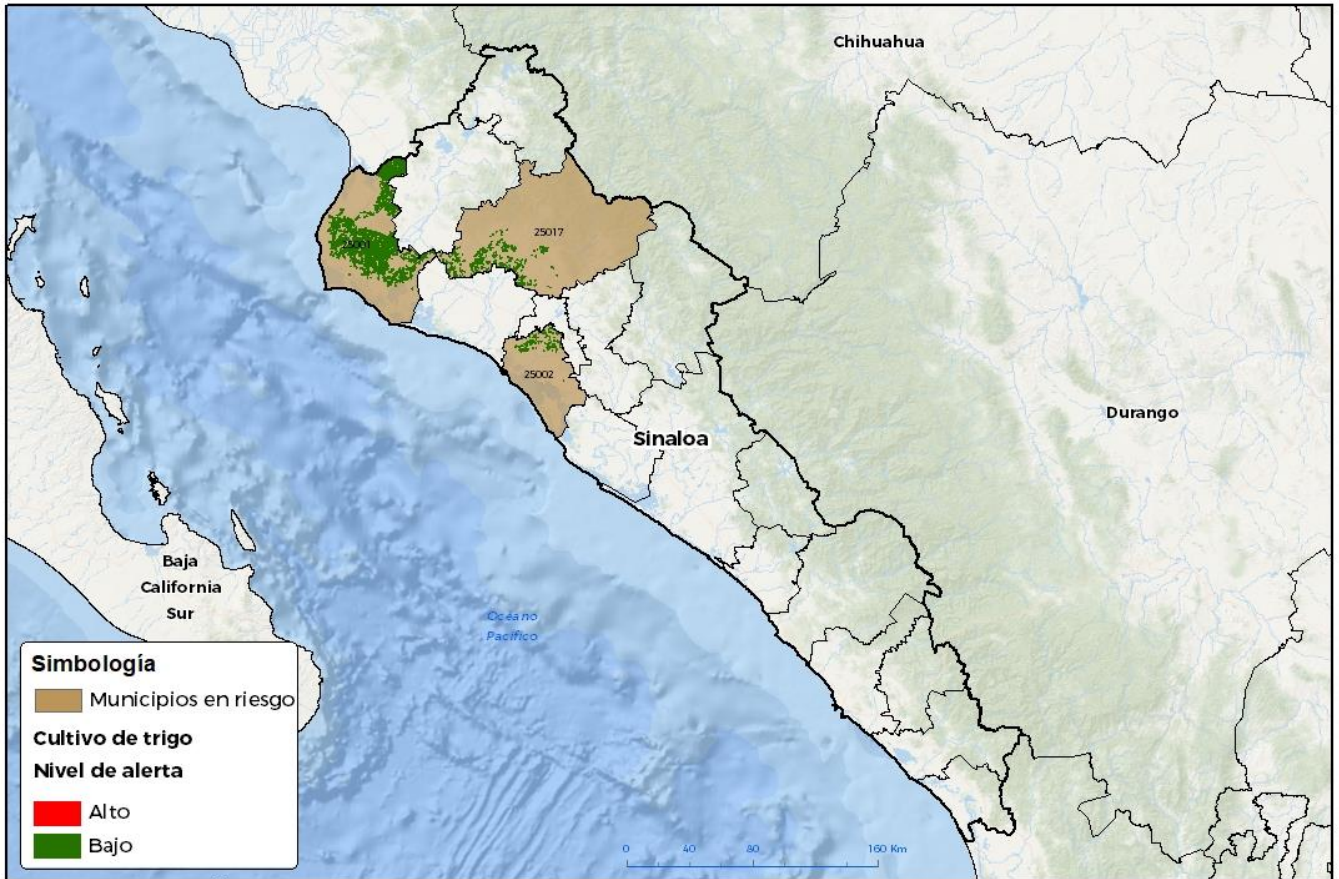 Chihuahua
25017
25001
25002
Sinaloa
Durango
Baja
California
Sur
Océano
Pacífico
Simbología
Municipios en riesgo
Cultivo de trigo
Nivel de alerta
Alto
Bajo
0 40 80 160 Km